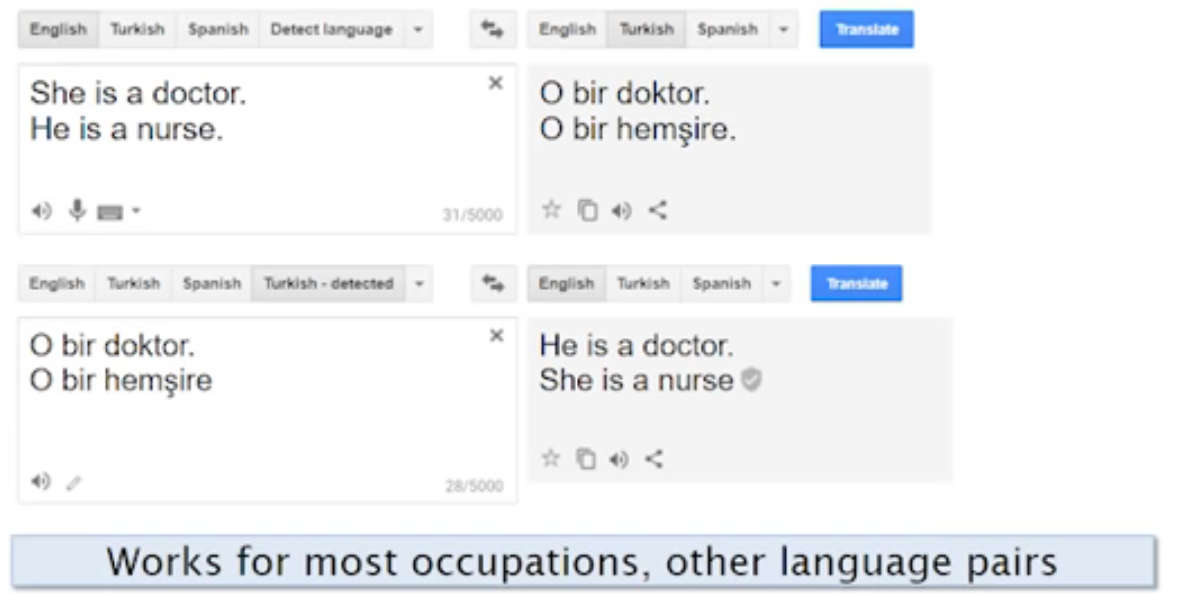 English Turkish Spanish Detect language English Turkish Spanish Translate
She is a doctor.
He is a nurse.
31/5000
O bir doktor.
O bir hemşire.
English Turkish Spanish Turkish - detected English Turkish Spanish Translate
O bir doktor.
O bir hemşire
28/5000
He is a doctor.
She is a nurse
Works for most occupations, other language pairs